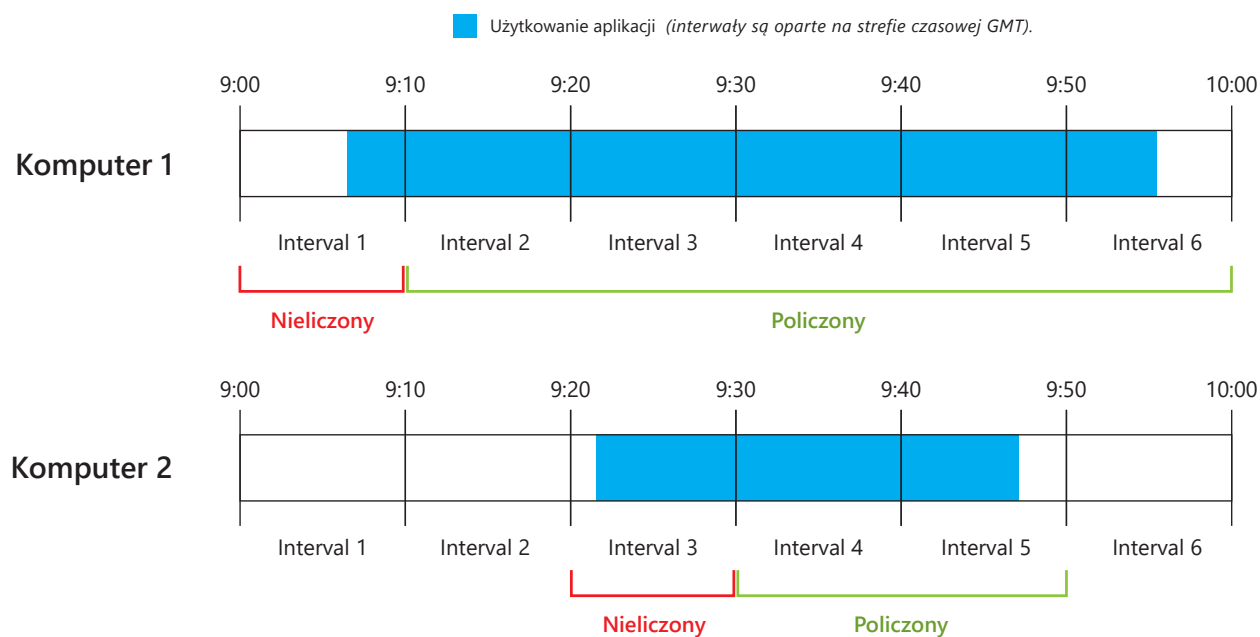 Użytkowanie aplikacji (interwały są oparte na strefie czasowej GMT).
9:00 9:10 9:20 9:30 9:40 9:50 10:00
Komputer 1
Interval 1 Interval 2 Interval 3 Interval 4 Interval 5 Interval 6
Nieliczony Policzony
9:00 9:10 9:20 9:30 9:40 9:50 10:00
Komputer 2
Interval 1 Interval 2 Interval 3 Interval 4 Interval 5 Interval 6
Nieliczony Policzony